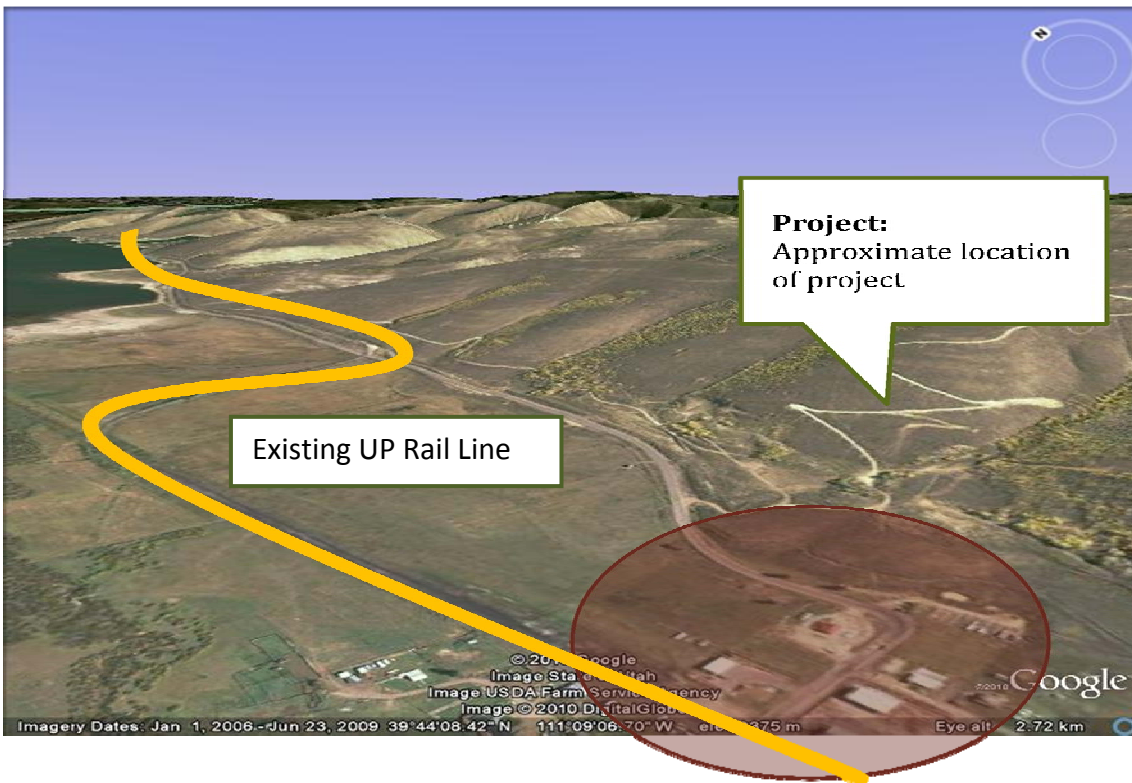 N
Project:
Approximate location
of project
Existing UP Rail Line
Google
Image State of Utah
Image USDA Farm Service Agency
Image © 2010 DigitalGlobe
©2010 Google
Imagery Dates: Jan 1, 2006 - Jun 23, 2009 39°44'08.42" N 111°09'06.70" W 375 m Eye alt 2.72 km